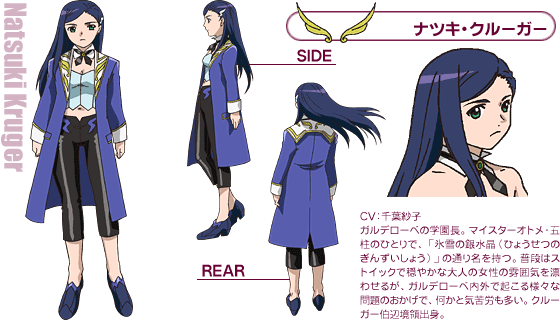 Natsuki Kruger
ナツキ・クルーガー
SIDE
REAR
CV：千葉紗子
ガルデローベの学園長。マイスターオトメ・五
柱のひとりで、「氷雪の銀水晶（ひょうせつの
ぎんずいしょう）」の通り名を持つ。普段はス
トイックで穏やかな大人の女性の雰囲気を漂
わせるが、ガルデローベ内外で起こる様々な
問題のおかげで、何かと気苦労も多い。クルー
ガー伯辺境領出身。